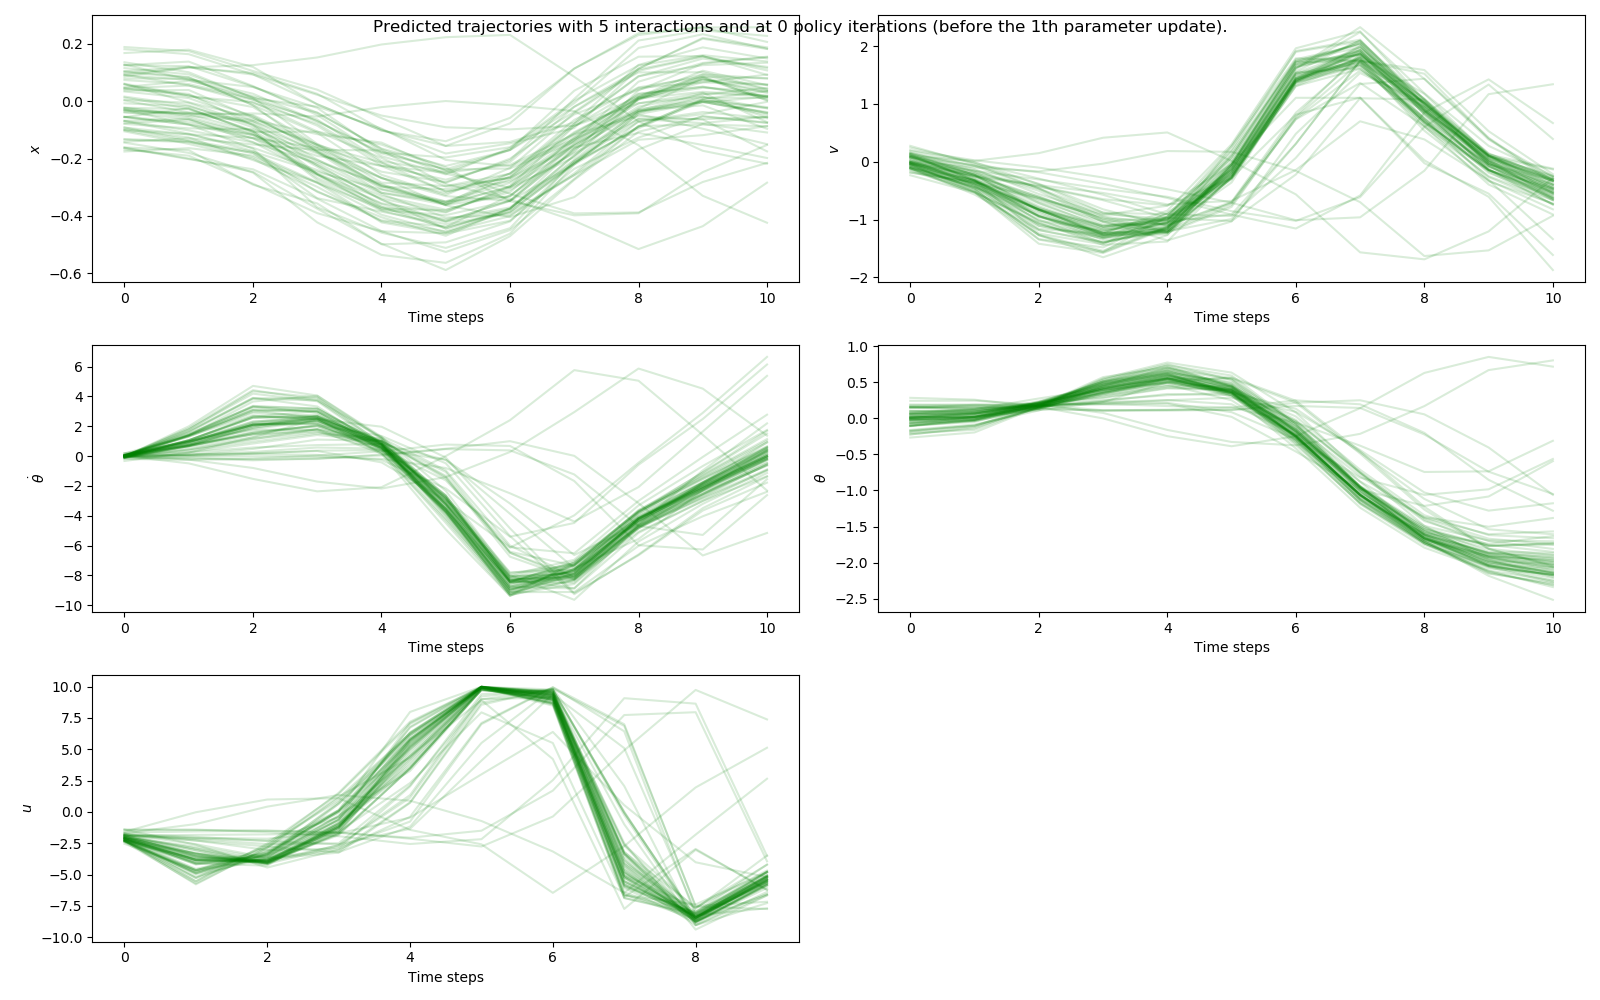 Predicted trajectories with 5 interactions and at 0 policy iterations (before the 1th parameter update).
0.2
0.0
−0.2
−0.4
−0.6
x
0 2 4 6 8 10
Time steps
2
1
0
−1
−2
v
0 2 4 6 8 10
Time steps
6
4
2
0
−2
−4
−6
−8
−10
θ̇
0 2 4 6 8 10
Time steps
1.0
0.5
0.0
−0.5
−1.0
−1.5
−2.0
−2.5
θ
0 2 4 6 8 10
Time steps
10.0
7.5
5.0
2.5
0.0
−2.5
−5.0
−7.5
−10.0
u
0 2 4 6 8
Time steps